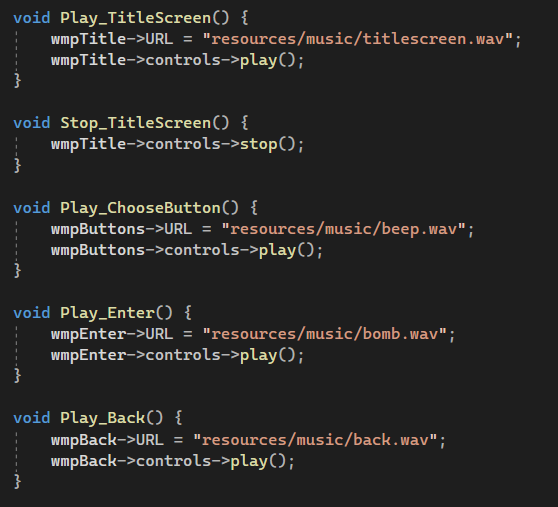 void Play_TitleScreen() {
    wmpTitle->URL = "resources/music/titlescreen.wav";
    wmpTitle->controls->play();
}

void Stop_TitleScreen() {
    wmpTitle->controls->stop();
}

void Play_ChooseButton() {
    wmpButtons->URL = "resources/music/beep.wav";
    wmpButtons->controls->play();
}

void Play_Enter() {
    wmpEnter->URL = "resources/music/bomb.wav";
    wmpEnter->controls->play();
}

void Play_Back() {
    wmpBack->URL = "resources/music/back.wav";
    wmpBack->controls->play();
}